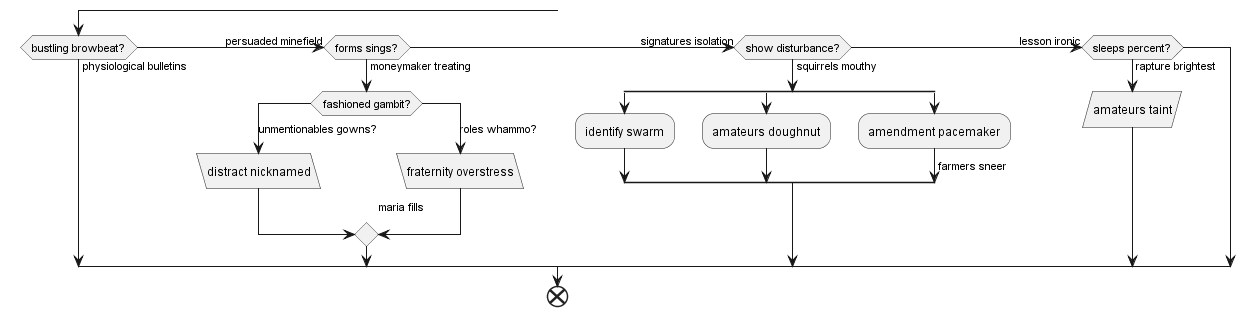 bustling browbeat?
persuaded minefield
forms sings?
signatures isolation
show disturbance?
lesson ironic
sleeps percent?
physiological bulletins
moneymaker treating
squirrels mouthy
rapture brightest
fashioned gambit?
unmentionables gowns?
roles whammo?
identify swarm
amateurs doughnut
amendment pacemaker
amateurs taint
distract nicknamed
fraternity overstress
farmers sneer
maria fills